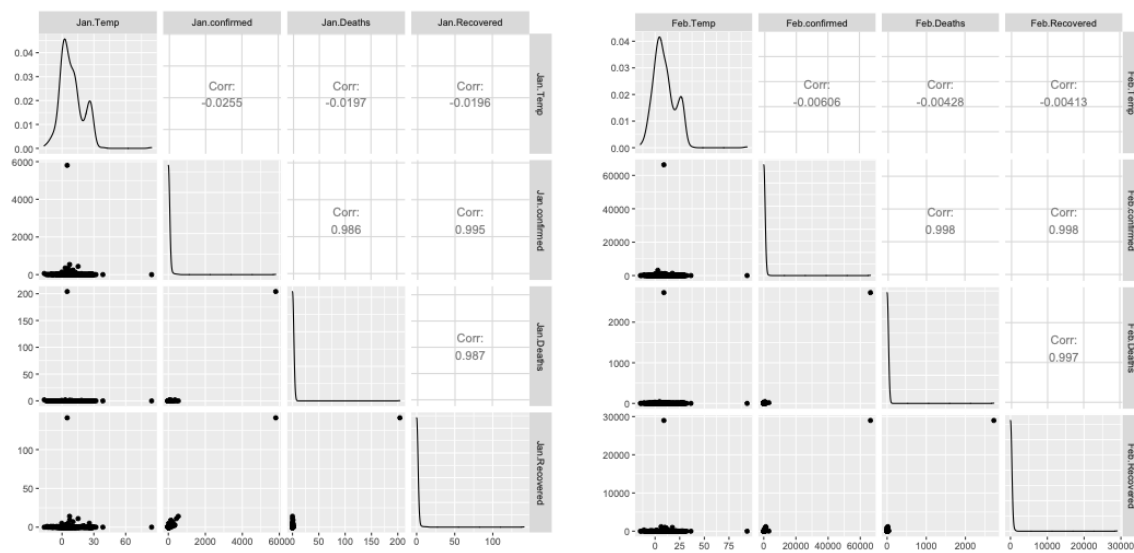 Jan.Temp Jan.confirmed Jan.Deaths Jan.Recovered
0.04
0.03
0.02
0.01
0.00
Corr:
-0.0255
Corr:
-0.0197
Corr:
-0.0196
Jan.Temp
6000
4000
2000
0
Corr:
0.986
Corr:
0.995
Jan.confirmed
200
150
100
50
0
Corr:
0.987
Jan.Deaths
100
50
0
Jan.Recovered
0 30 60
0 2000 4000 6000
0 50 100 150 200
0 50 100
Feb.Temp Feb.confirmed Feb.Deaths Feb.Recovered
0.04
0.03
0.02
0.01
0.00
Corr:
-0.00606
Corr:
-0.00428
Corr:
-0.00413
Feb.Temp
60000
40000
20000
0
Corr:
0.998
Corr:
0.998
Feb.confirmed
2000
1000
0
Corr:
0.997
Feb.Deaths
30000
20000
10000
0
Feb.Recovered
0 25 50 75
0 20000 40000 60000
0 1000 2000
0 10000 20000 30000